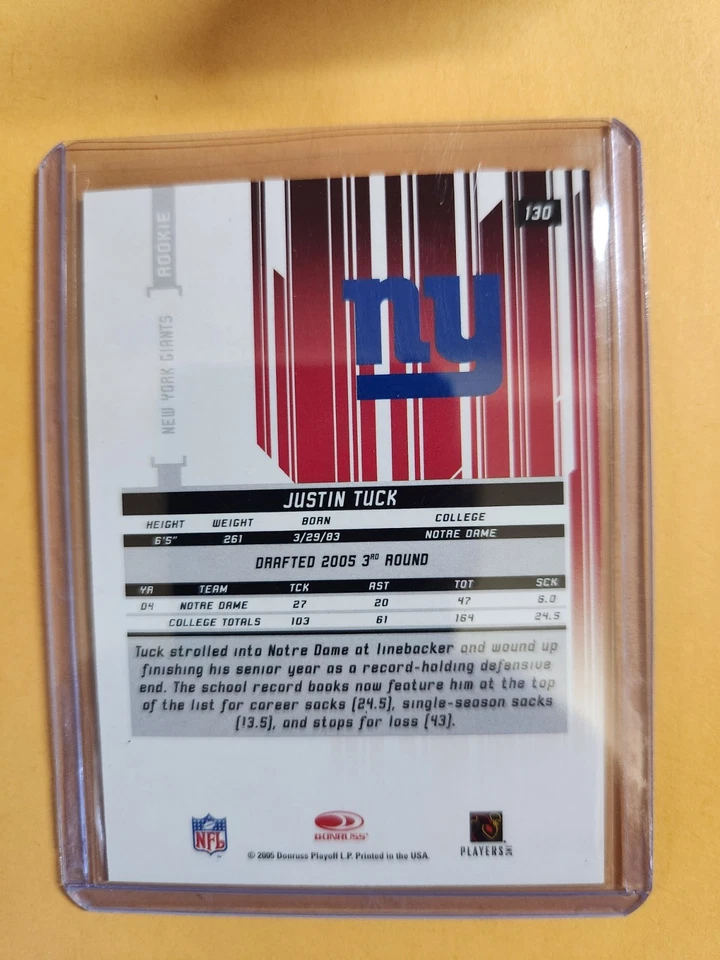 130
ROOKIE
NEW YORK GIANTS
ny
JUSTIN TUCK
HEIGHT WEIGHT BORN COLLEGE
6'5" 261 3/29/83 NOTRE DAME
DRAFTED 2005 3RD ROUND
YR TEAM TCK AST TOT SCK
04 NOTRE DAME 27 20 47 6.0
COLLEGE TOTALS 103 61 164 24.5
Tuck strolled into Notre Dame at linebacker and wound up
finishing his senior year as a record-holding defensive
end. The school record books now feature him at the top
of the list for career sacks (24.5), single-season sacks
(13.5), and stops for loss (43).
NFL
DONRUSS
PLAYERS INC
© 2005 Donruss Playoff L.P. Printed in the USA.